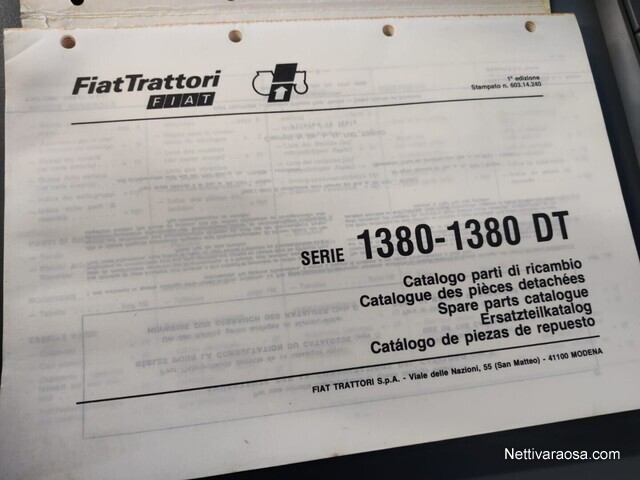 FiatTrattori
FIAT
1ª edizione
Stampato n. 603.14.240
SERIE 1380-1380 DT
Catalogo parti di ricambio
Catalogue des pièces detachées
Spare parts catalogue
Ersatzteilkatalog
Catálogo de piezas de repuesto
FIAT TRATTORI S.p.A. - Viale delle Nazioni, 55 (San Matteo) - 41100 MODENA
Nettivaraosa.com